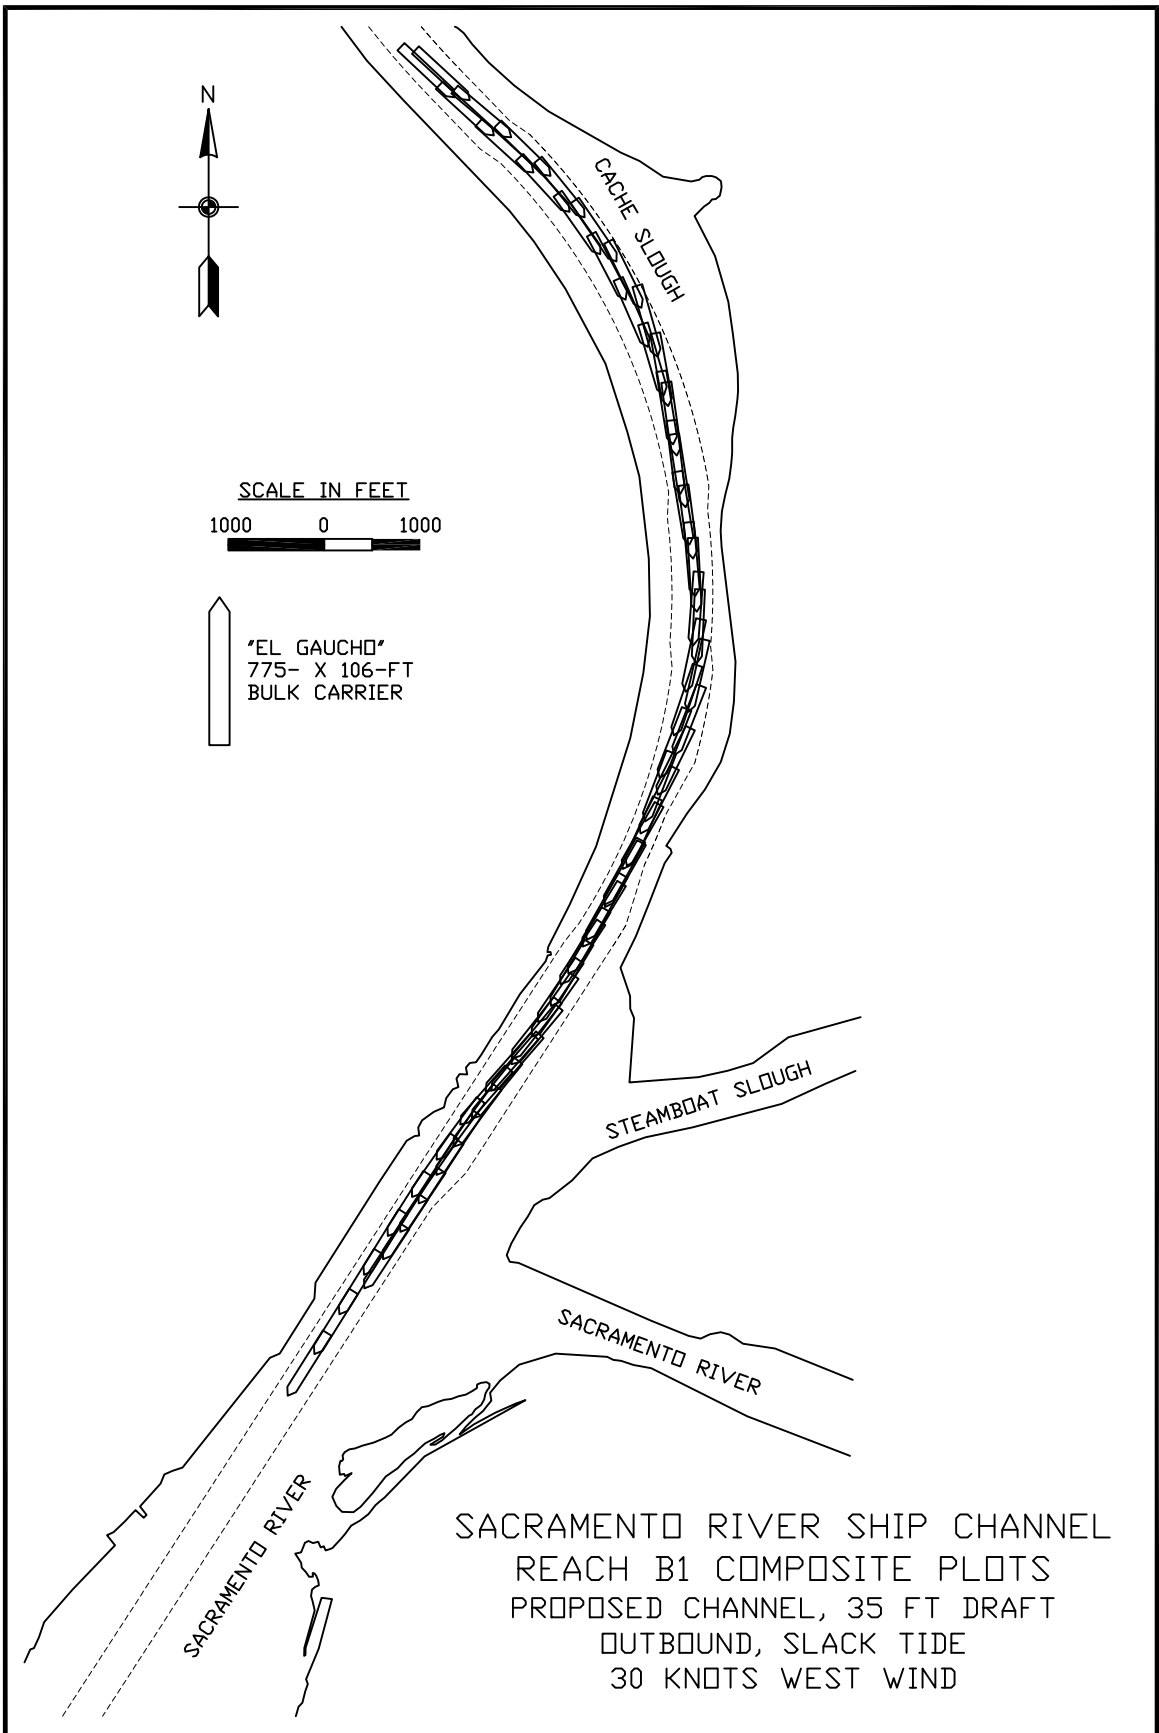 N
CACHE SLOUGH
SCALE IN FEET
1000 0 1000
"EL GAUCHO"
775- X 106-FT
BULK CARRIER
STEAMBOAT SLOUGH
SACRAMENTO RIVER
SACRAMENTO RIVER
SACRAMENTO RIVER SHIP CHANNEL
REACH B1 COMPOSITE PLOTS
PROPOSED CHANNEL, 35 FT DRAFT
OUTBOUND, SLACK TIDE
30 KNOTS WEST WIND